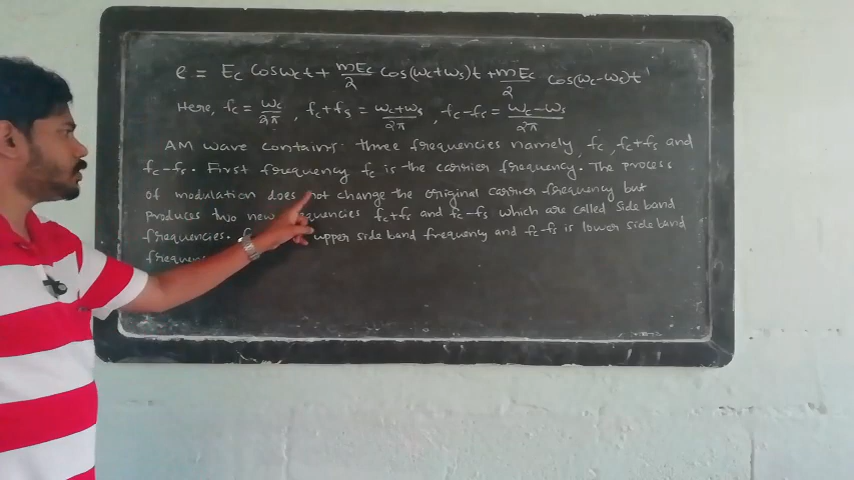 e = Ec Cosωct + mEc/2 cos(ωc+ωs)t + mEc/2 cos(ωc-ωc)t
Here, fc = ωc/2π, fc+fs = ωc+ωs/2π, fc-fc = ωc-ωs/2π
AM wave contains: three frequencies namely, fc, fc+fs and
fc-fs. First frequency fc is the carrier frequency. The process
of modulation does not change the original carrier frequency but
produces two new frequencies fc+fs and fc-fs which are called side band
frequencies. upper side band frequency and fc-fs is lower side band